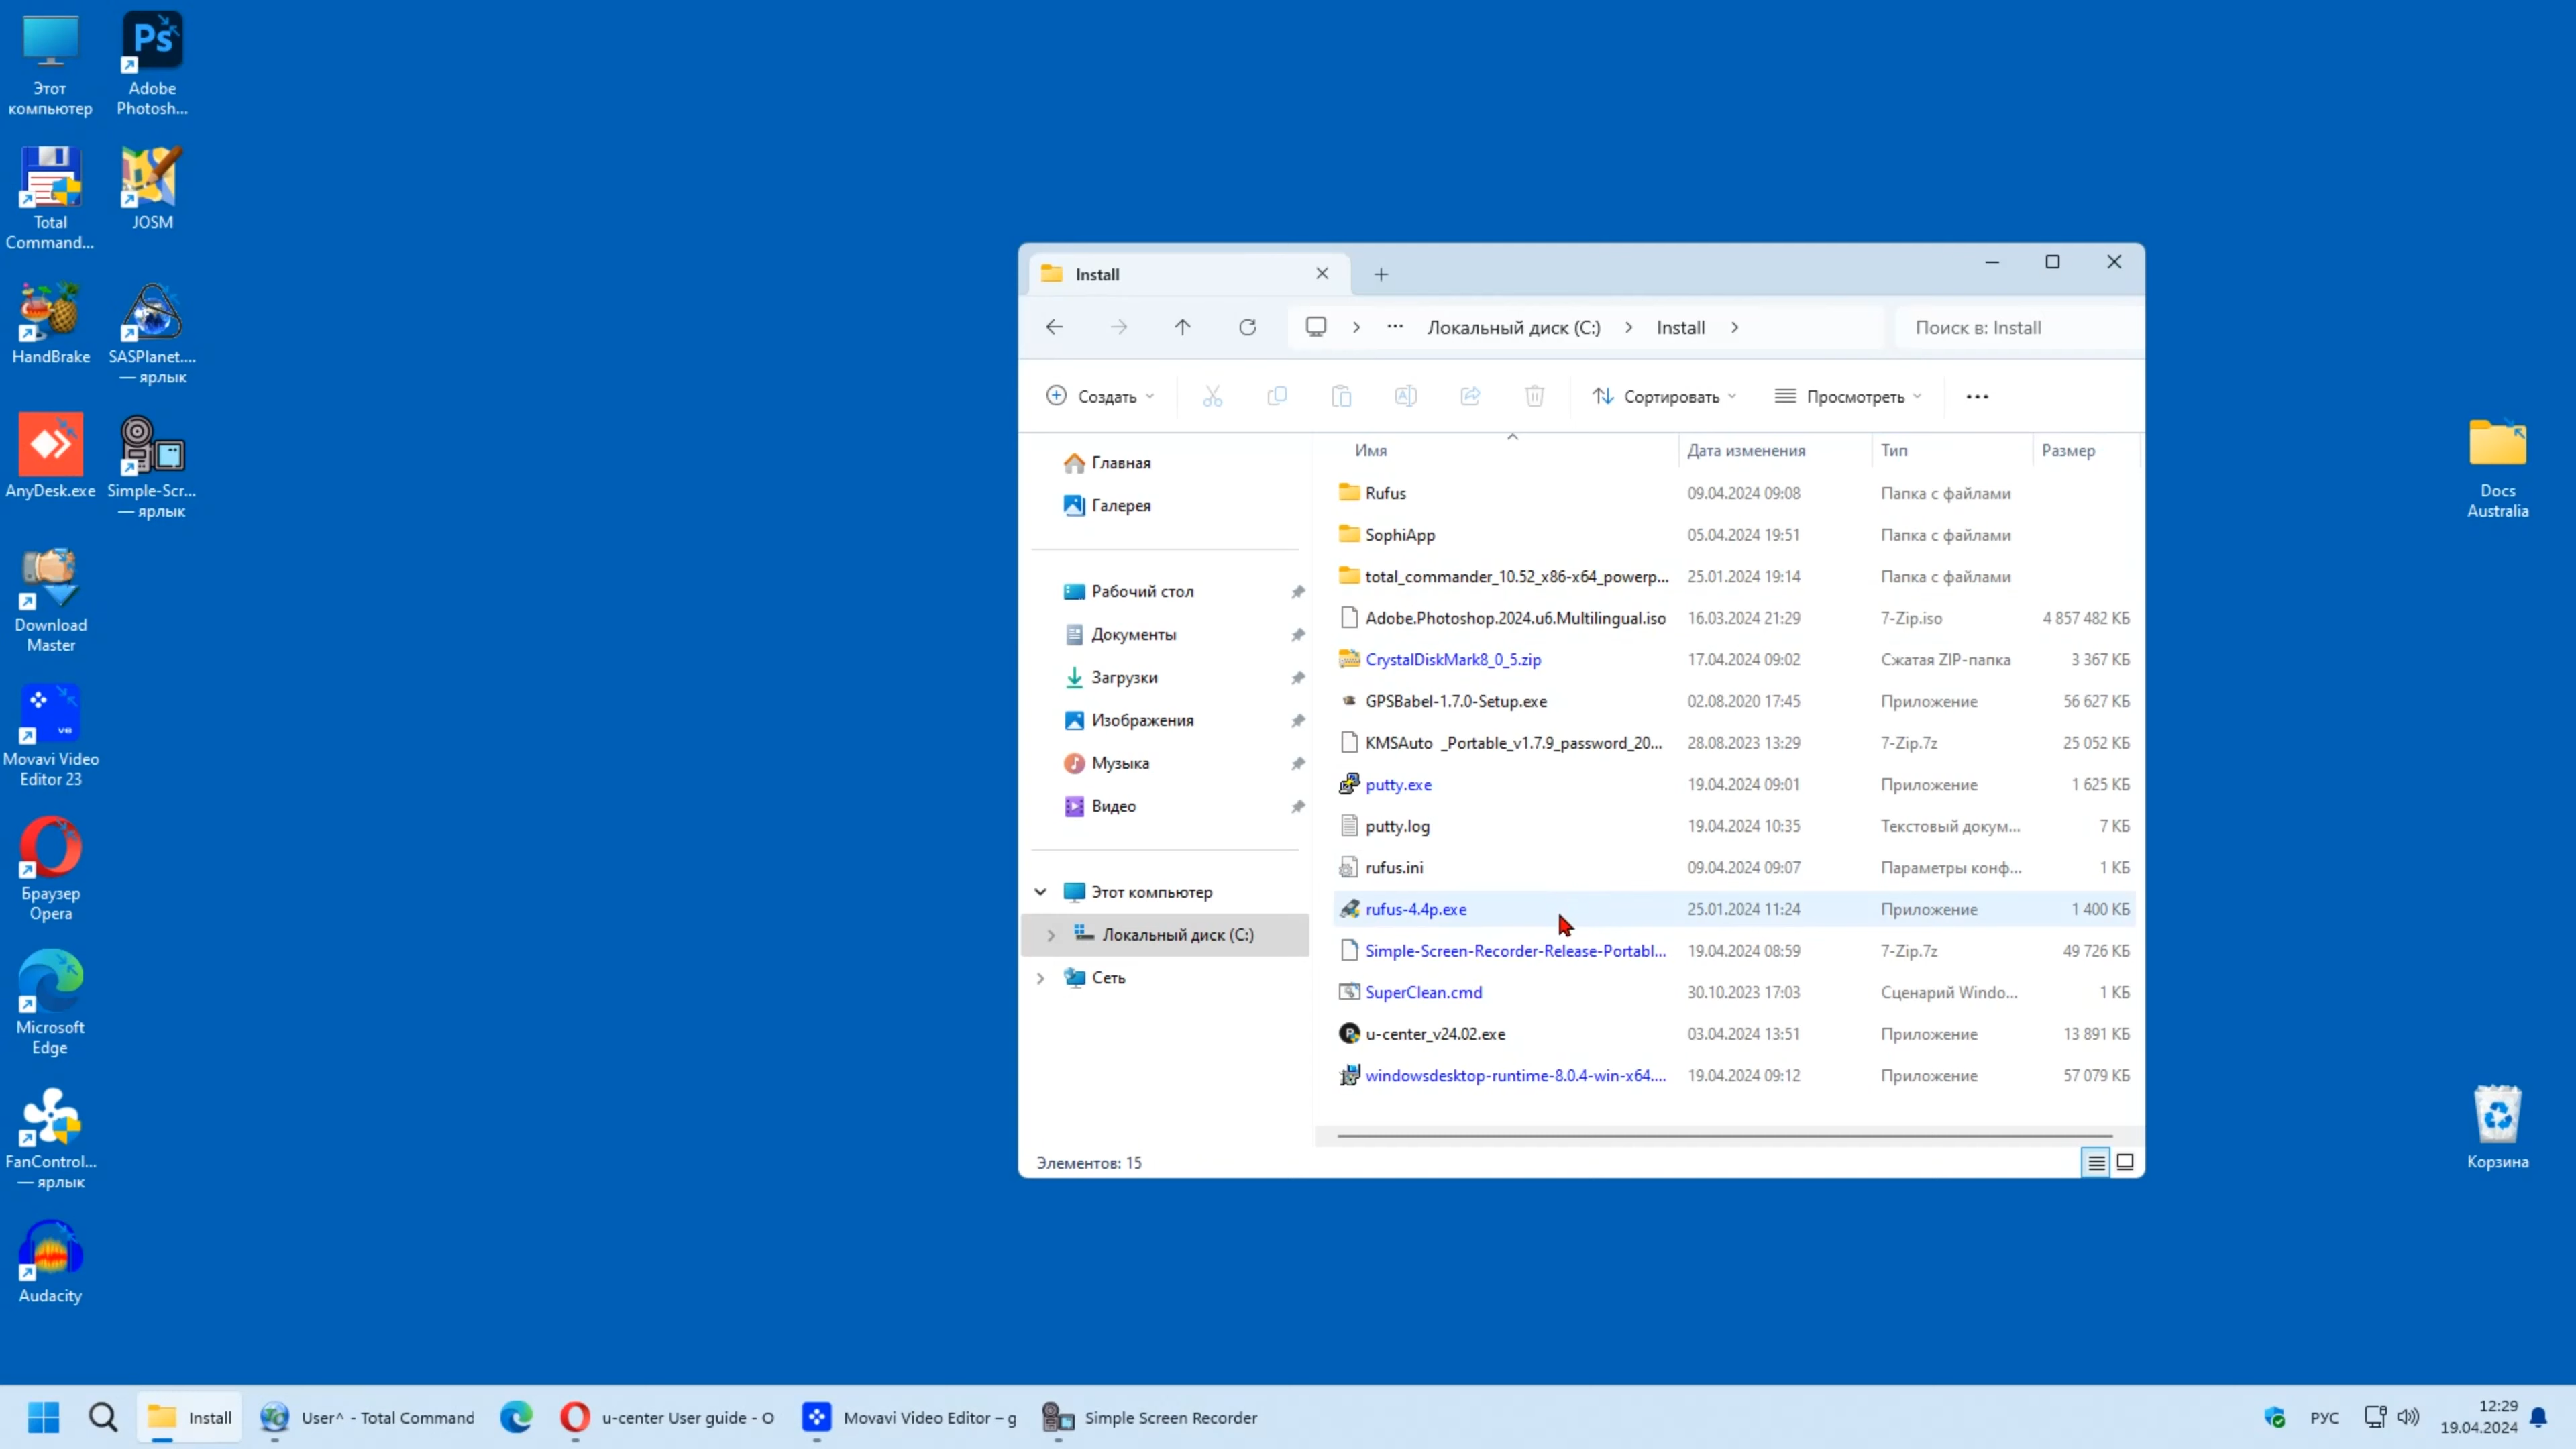 Этот
компьютер
Ps
Adobe
Photosh...
Total
Command...
JOSM
HandBrake
SASPlanet....
— ярлык
AnyDesk.exe
Simple-Scr...
— ярлык
Download
Master
Movavi Video
Editor 23
Браузер
Opera
Microsoft
Edge
FanControl...
— ярлык
Audacity
Docs
Australia
Корзина
Install
Локальный диск (C:)
Install
Поиск в: Install
Создать
Сортировать
Просмотреть
Главная
Галерея
Рабочий стол
Документы
Загрузки
Изображения
Музыка
Видео
Этот компьютер
Локальный диск (C:)
Сеть
Имя Дата изменения Тип Размер
Rufus 09.04.2024 09:08 Папка с файлами
SophiApp 05.04.2024 19:51 Папка с файлами
total_commander_10.52_x86-x64_powerp... 25.01.2024 19:14 Папка с файлами
Adobe.Photoshop.2024.u6.Multilingual.iso 16.03.2024 21:29 7-Zip.iso 4 857 482 КБ
CrystalDiskMark8_0_5.zip 17.04.2024 09:02 Сжатая ZIP-папка 3 367 КБ
GPSBabel-1.7.0-Setup.exe 02.08.2020 17:45 Приложение 56 627 КБ
KMSAuto _Portable_v1.7.9_password_20... 28.08.2023 13:29 7-Zip.7z 25 052 КБ
putty.exe 19.04.2024 09:01 Приложение 1 625 КБ
putty.log 19.04.2024 10:35 Текстовый докум... 7 КБ
rufus.ini 09.04.2024 09:07 Параметры конф... 1 КБ
rufus-4.4p.exe 25.01.2024 11:24 Приложение 1 400 КБ
Simple-Screen-Recorder-Release-Portabl... 19.04.2024 08:59 7-Zip.7z 49 726 КБ
SuperClean.cmd 30.10.2023 17:03 Сценарий Windo... 1 КБ
u-center_v24.02.exe 03.04.2024 13:51 Приложение 13 891 КБ
windowsdesktop-runtime-8.0.4-win-x64.... 19.04.2024 09:12 Приложение 57 079 КБ
Элементов: 15
Install
User^ - Total Command
u-center User guide - O
Movavi Video Editor – g
Simple Screen Recorder
РУС
12:29
19.04.2024